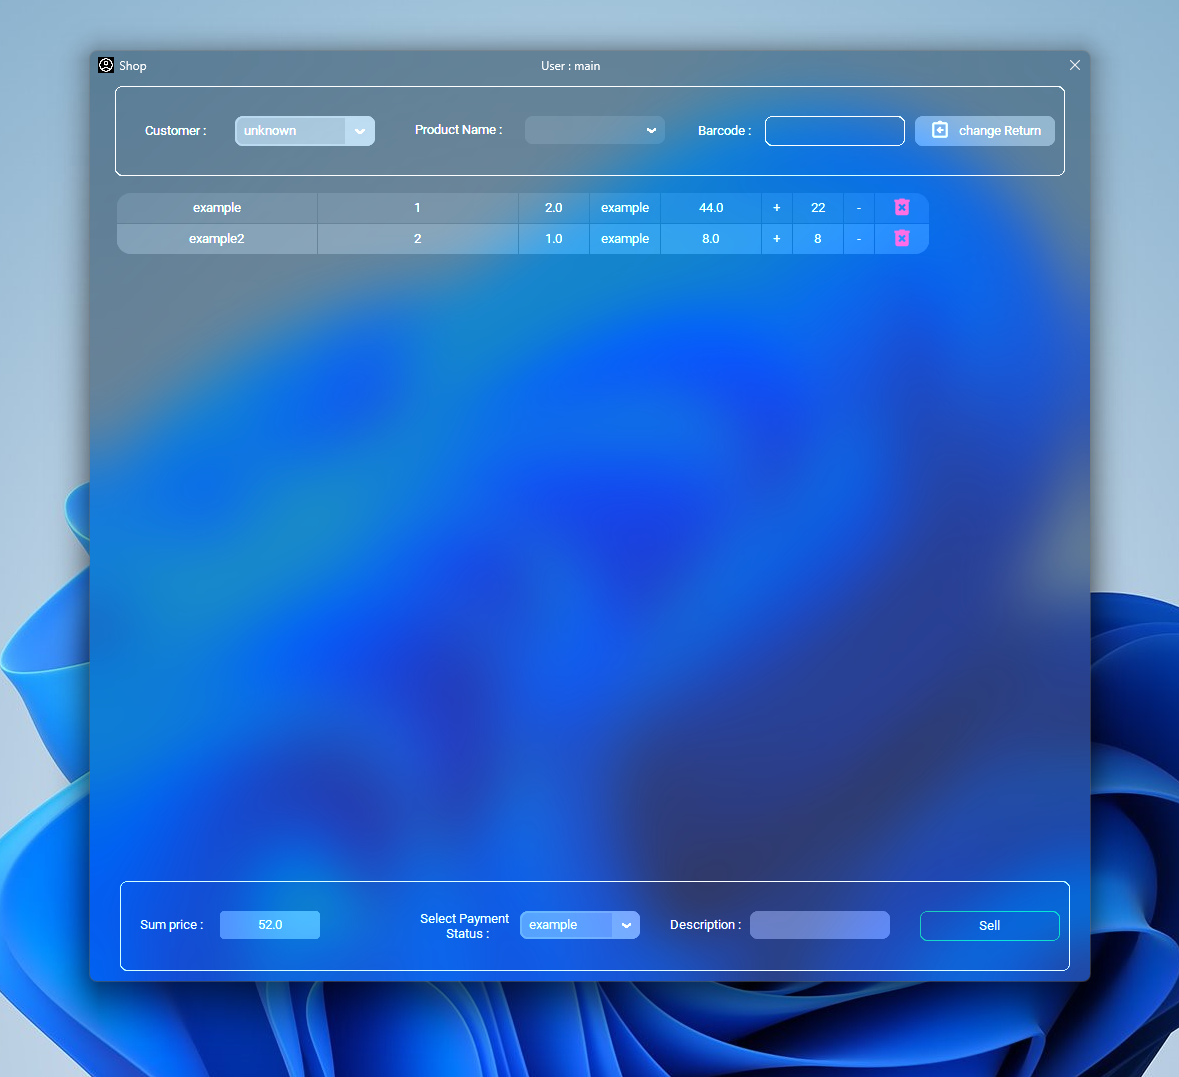 Shop
User : main
Customer :
unknown
Product Name :
Barcode :
change Return
example 1 2.0 example 44.0 + 22 -
example2 2 1.0 example 8.0 + 8 -
Sum price :
52.0
Select Payment
Status :
example
Description :
Sell